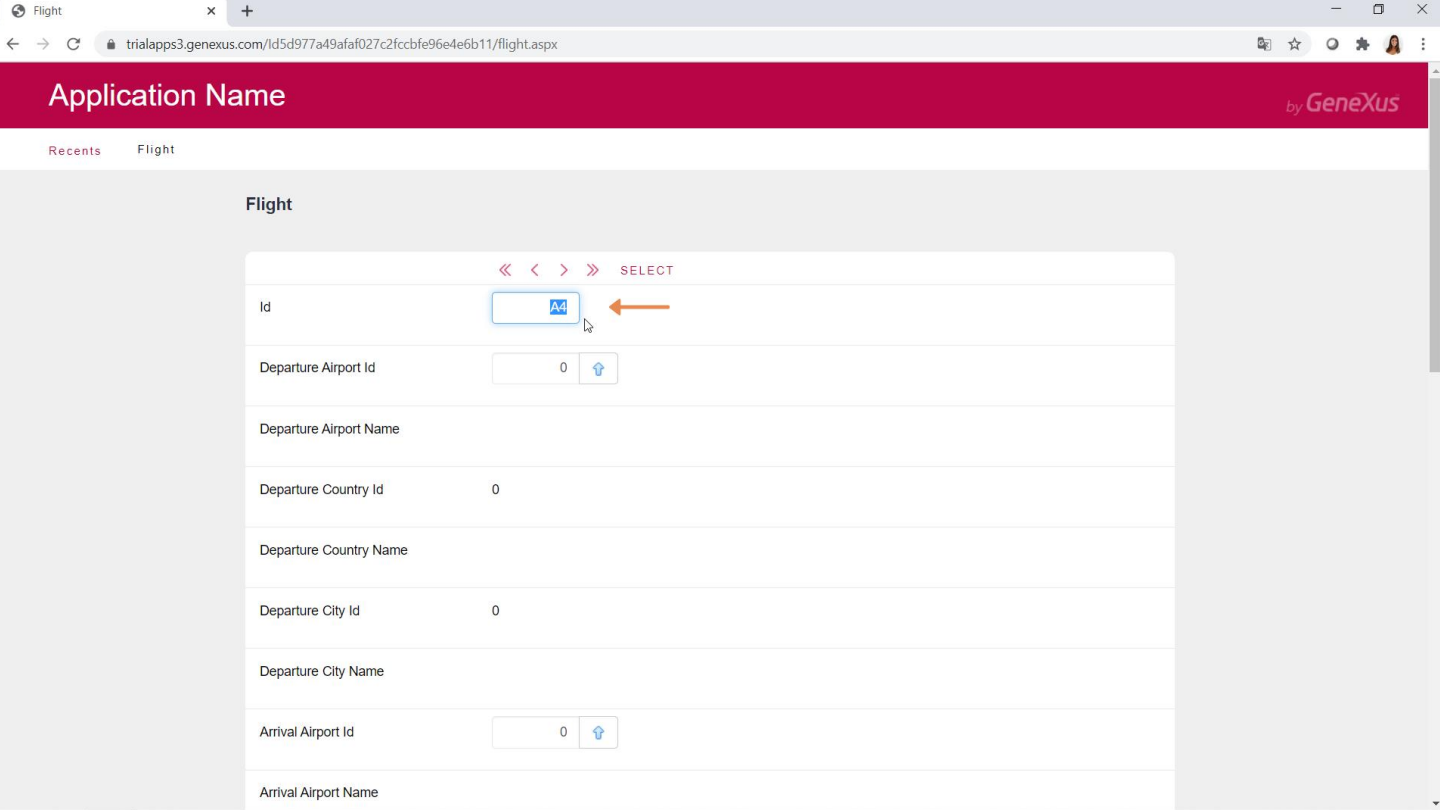 Flight
trialapps3.genexus.com/Id5d977a49afaf027c2fccbfe96e4e6b11/flight.aspx
Application Name
by GeneXus
Recents Flight
Flight
SELECT
Id A4
Departure Airport Id 0
Departure Airport Name
Departure Country Id 0
Departure Country Name
Departure City Id 0
Departure City Name
Arrival Airport Id 0
Arrival Airport Name